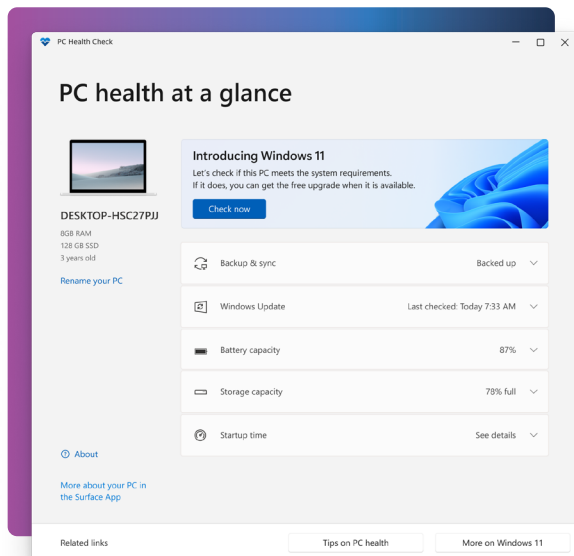 PC Health Check
PC health at a glance
Introducing Windows 11
Let's check if this PC meets the system requirements.
If it does, you can get the free upgrade when it is available.
Check now
DESKTOP-HSC27PJJ
8GB RAM
128 GB SSD
3 years old
Rename your PC
Backup & sync
Backed up
Windows Update
Last checked: Today 7:33 AM
Battery capacity
87%
Storage capacity
78% full
Startup time
See details
About
More about your PC in
the Surface App
Related links
Tips on PC health
More on Windows 11